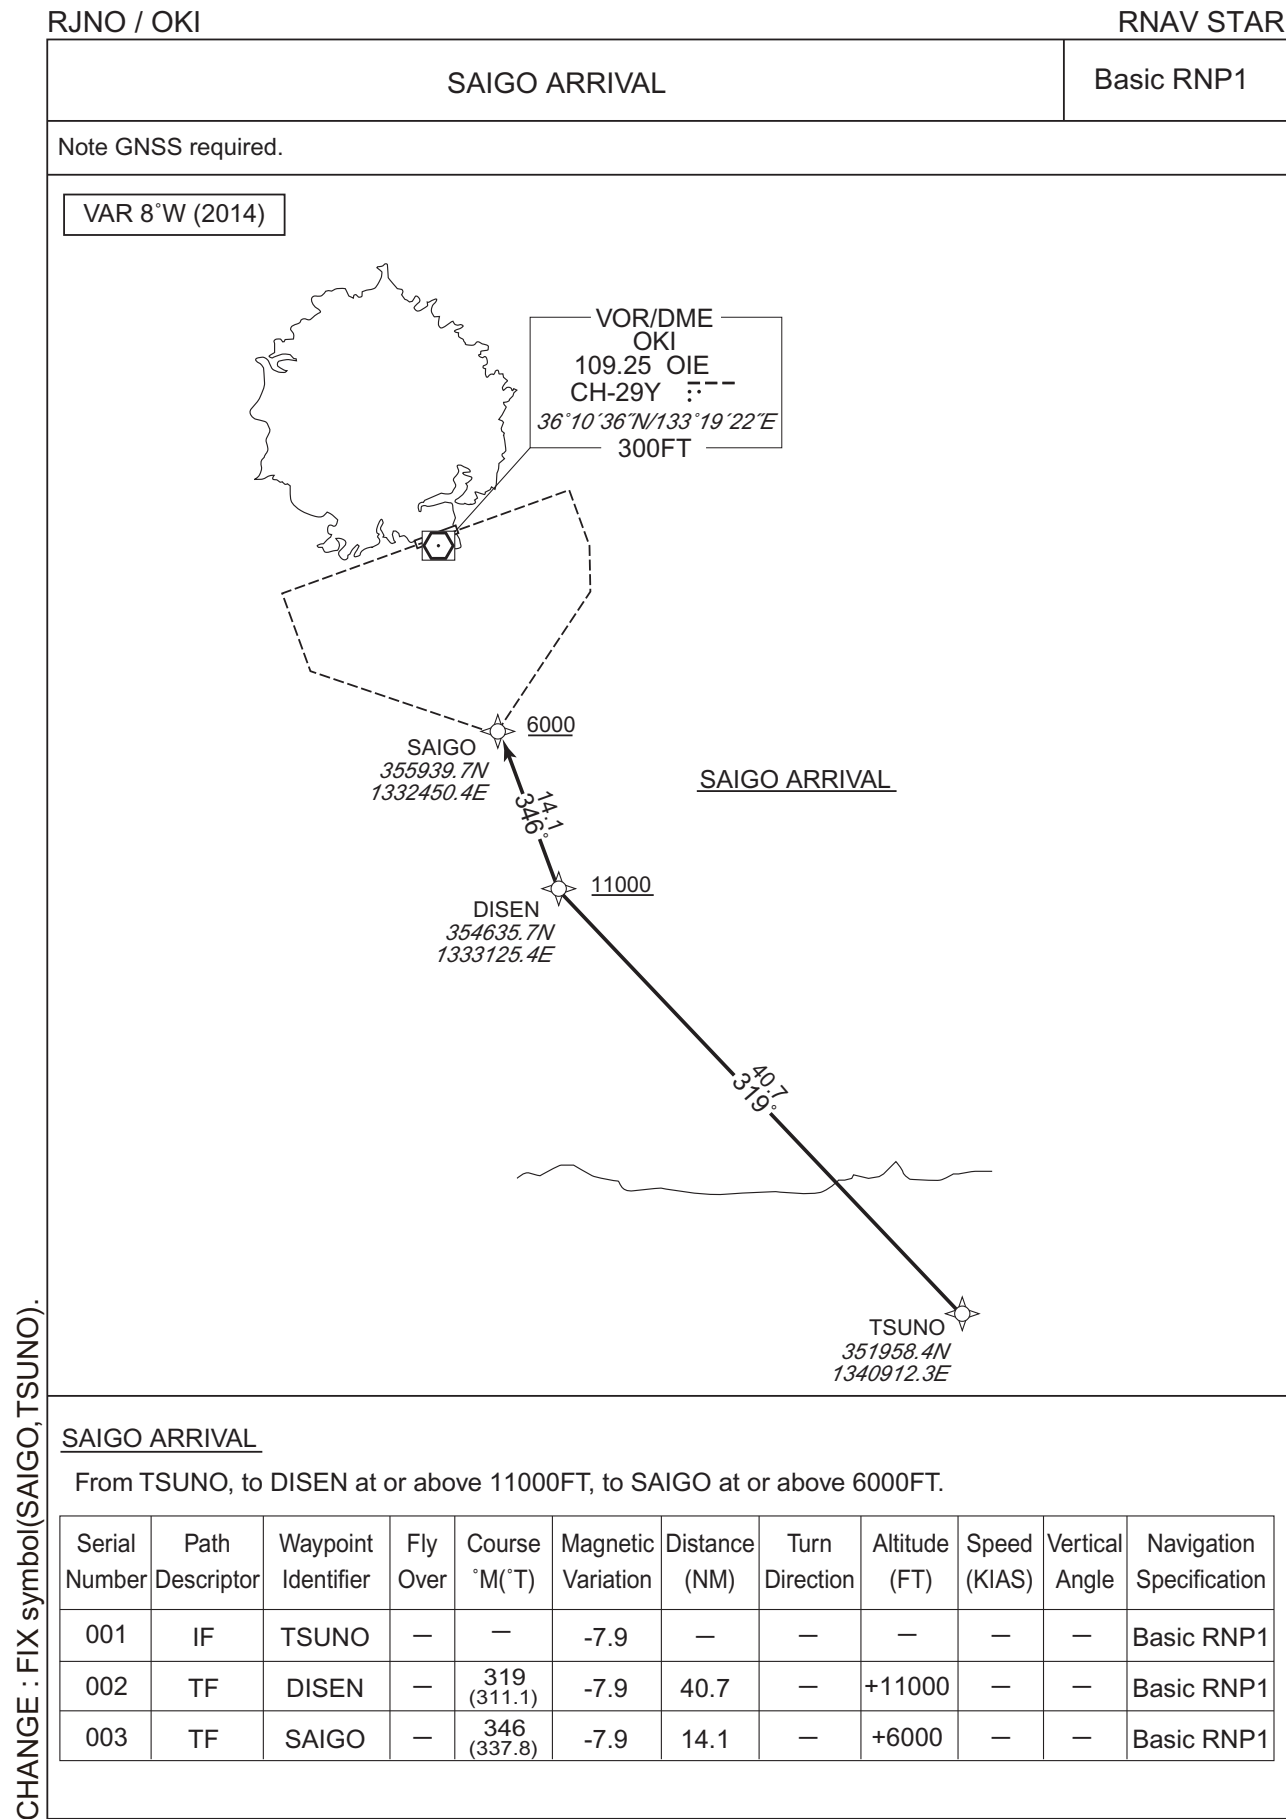 RJNO / OKI
RNAV STAR
SAIGO ARRIVAL
Basic RNP1
Note GNSS required.
VAR 8˚W (2014)
VOR/DME
OKI
109.25 OIE
CH-29Y
36˚10´36˝N/133˚19´22˝E
300FT
6000
SAIGO
355939.7N
1332450.4E
SAIGO ARRIVAL
14.1
346˚
11000
DISEN
354635.7N
1333125.4E
40.7
319˚
TSUNO
351958.4N
1340912.3E
CHANGE : FIX symbol(SAIGO,TSUNO).
SAIGO ARRIVAL
From TSUNO, to DISEN at or above 11000FT, to SAIGO at or above 6000FT.
Serial Path Waypoint Fly Course Magnetic Distance Turn Altitude Speed Vertical Navigation
Number Descriptor Identifier Over ˚M(˚T) Variation (NM) Direction (FT) (KIAS) Angle Specification
001 IF TSUNO — — -7.9 — — — — — Basic RNP1
002 TF DISEN — 319 (311.1) -7.9 40.7 — +11000 — — Basic RNP1
003 TF SAIGO — 346 (337.8) -7.9 14.1 — +6000 — — Basic RNP1